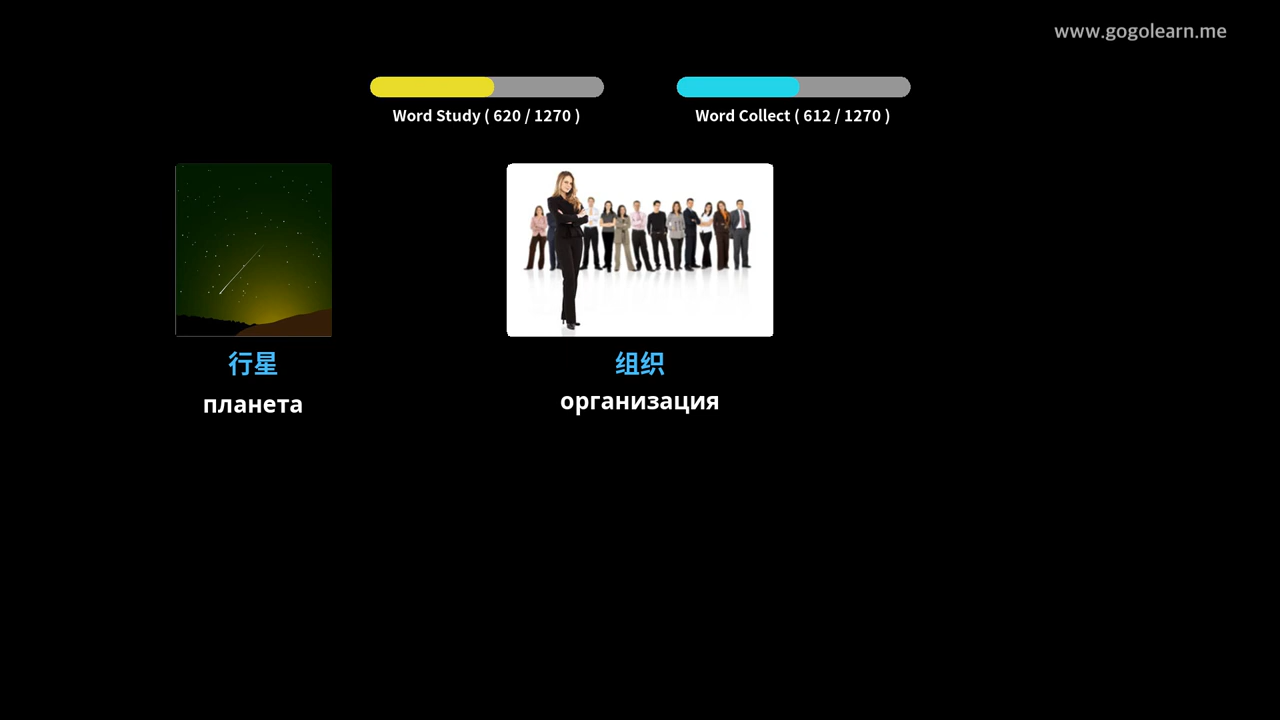 www.gogolearn.me
Word Study ( 620 / 1270 )
Word Collect ( 612 / 1270 )
行星
планета
组织
организация